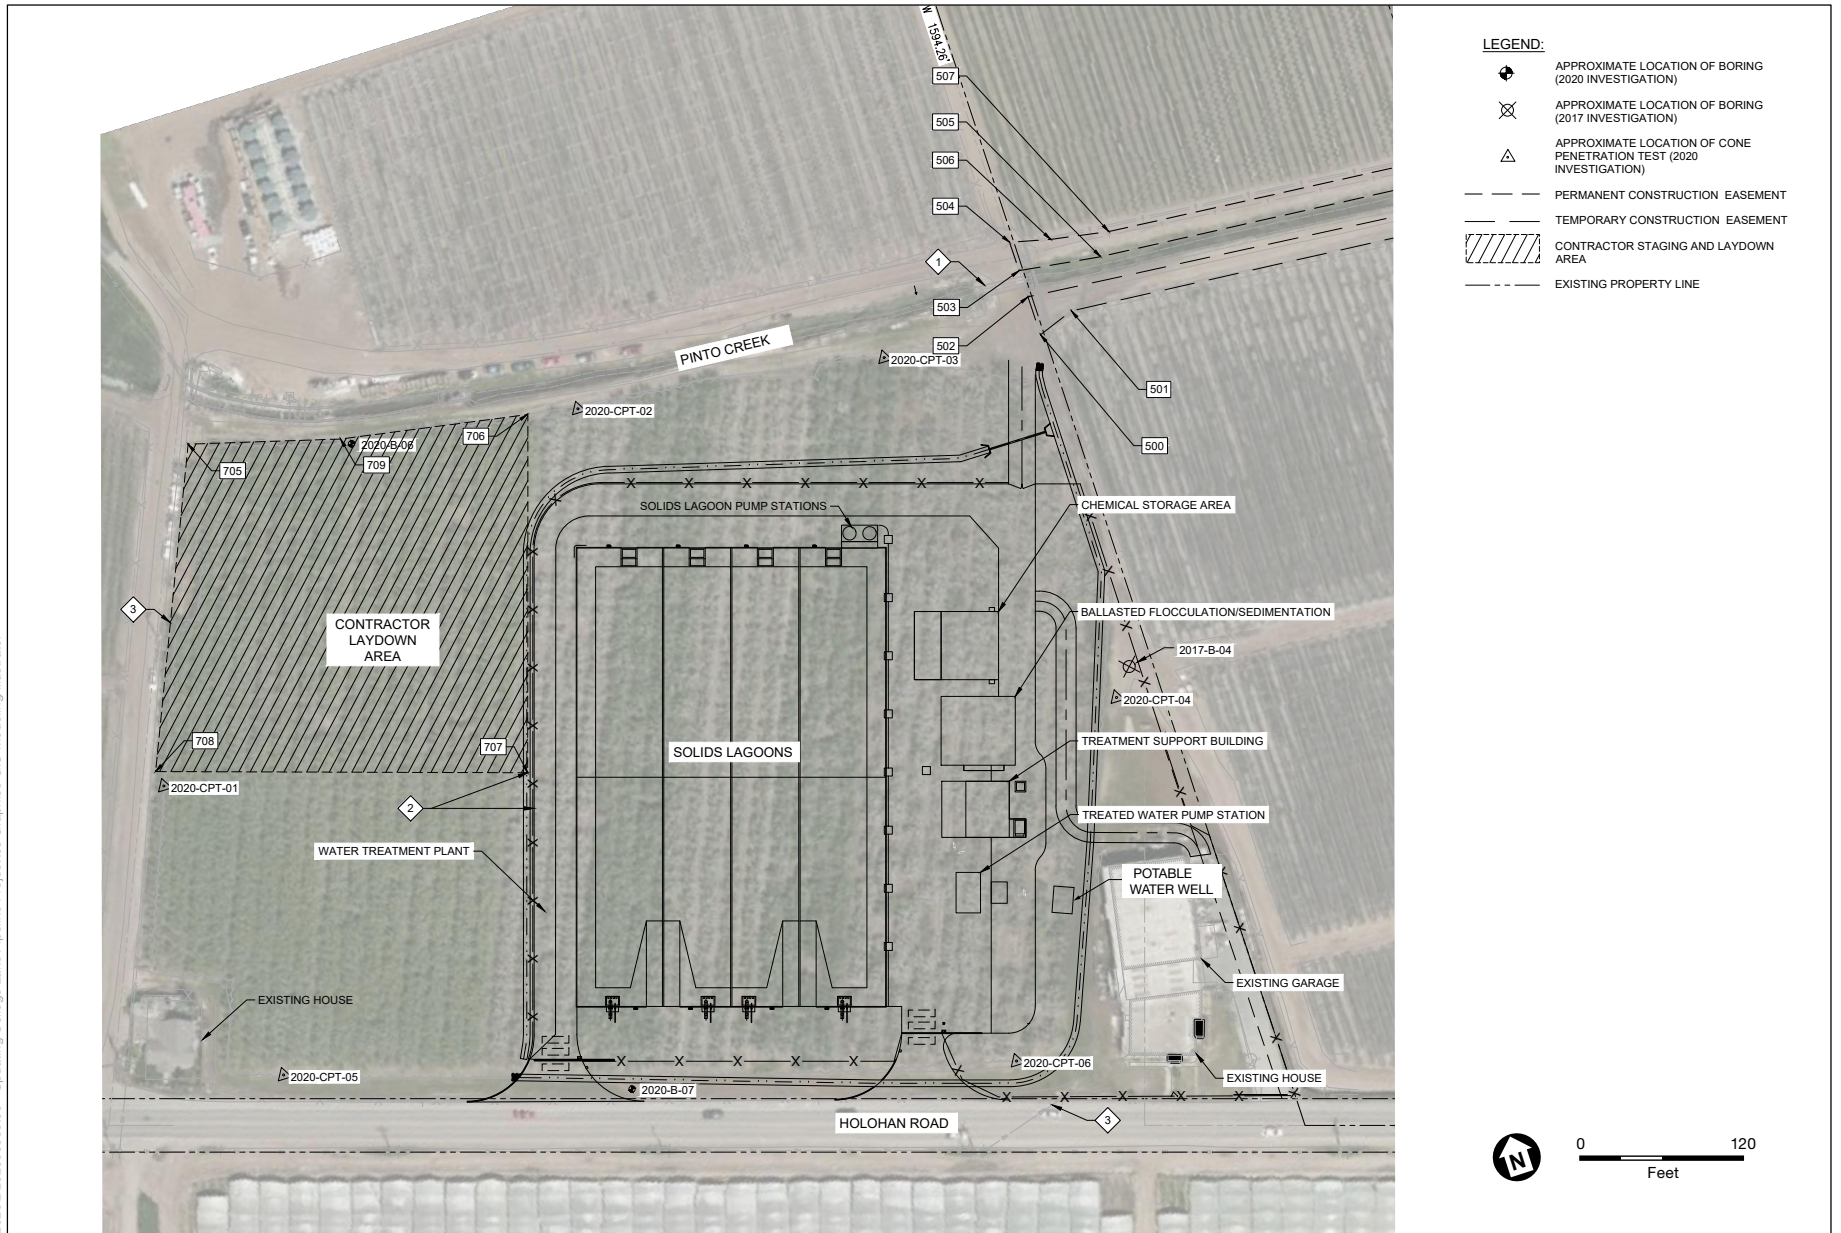 W 1594.26'
507
505
506
504
1
503
502
PINTO CREEK
2020-CPT-03
501
500
2020-CPT-02
706
2020-B-06
709
705
SOLIDS LAGOON PUMP STATIONS
CHEMICAL STORAGE AREA
3
CONTRACTOR
LAYDOWN
AREA
BALLASTED FLOCCULATION/SEDIMENTATION
2017-B-04
2020-CPT-04
708
707
SOLIDS LAGOONS
TREATMENT SUPPORT BUILDING
2020-CPT-01
2
TREATED WATER PUMP STATION
WATER TREATMENT PLANT
POTABLE
WATER WELL
EXISTING GARAGE
EXISTING HOUSE
2020-CPT-05
2020-B-07
2020-CPT-06
EXISTING HOUSE
3
HOLOHAN ROAD
LEGEND:
APPROXIMATE LOCATION OF BORING
(2020 INVESTIGATION)
APPROXIMATE LOCATION OF BORING
(2017 INVESTIGATION)
APPROXIMATE LOCATION OF CONE
PENETRATION TEST (2020
INVESTIGATION)
PERMANENT CONSTRUCTION EASEMENT
TEMPORARY CONSTRUCTION EASEMENT
CONTRACTOR STAGING AND LAYDOWN
AREA
EXISTING PROPERTY LINE
N
0 120
Feet